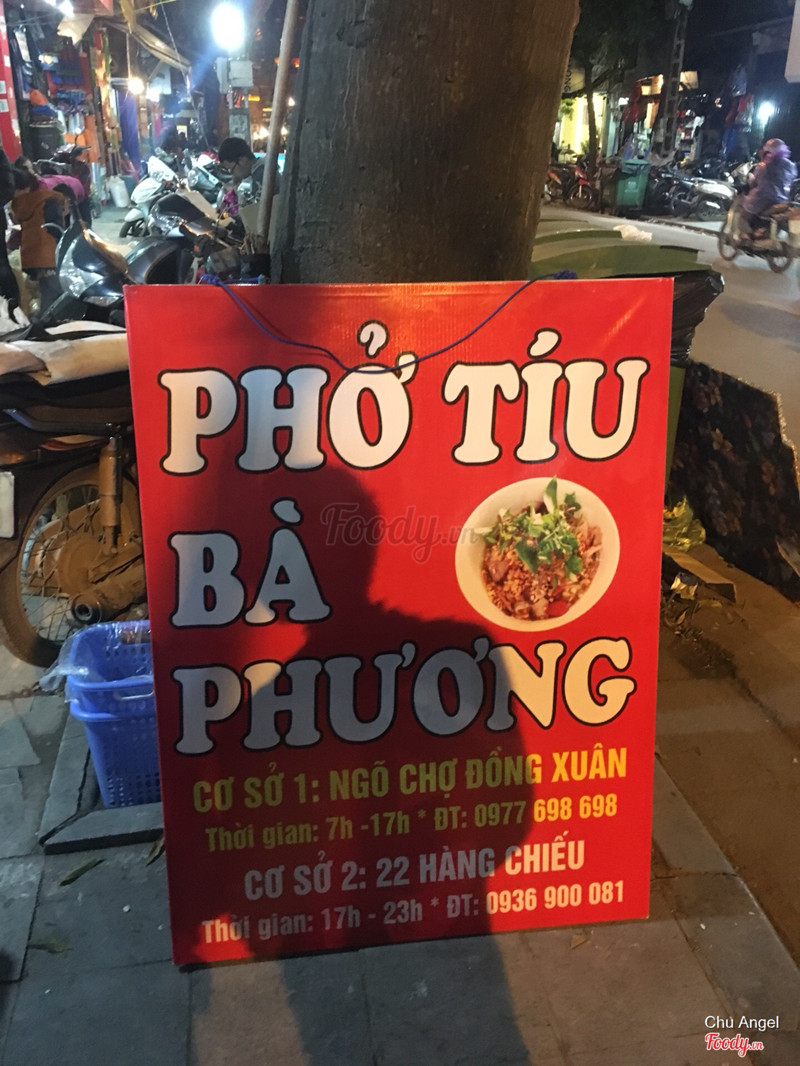 PHỞ TÍU
BÀ
Foody.vn
PHƯƠNG
CƠ SỞ 1: NGÕ CHỢ ĐỒNG XUÂN
Thời gian: 7h -17h * ĐT: 0977 698 698
CƠ SỞ 2: 22 HÀNG CHIẾU
Thời gian: 17h - 23h * ĐT: 0936 900 081
Chu Angel
Foody.vn